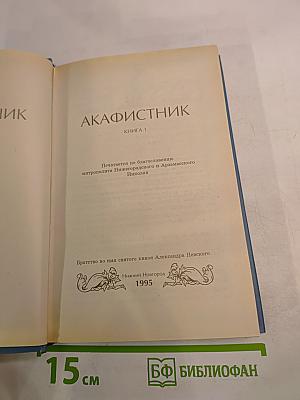 НИК
АКАФИСТНИК
КНИГА 1
Печатается по благословению
митрополита Нижегородского и Арзамасского
Николая
Братство во имя святого князя Александра Невского
Нижний Новгород
1995
15 см
БФ БИБЛИОФАН